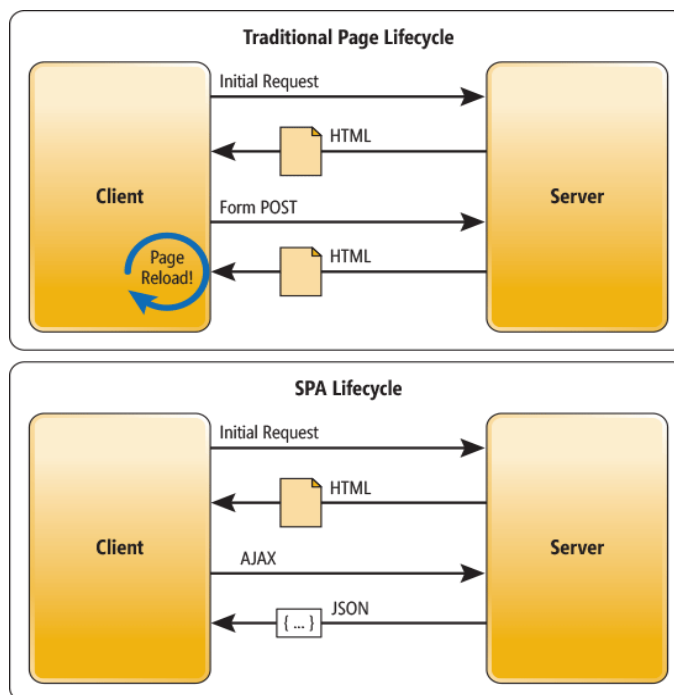 Traditional Page Lifecycle
Initial Request
HTML
Client
Server
Form POST
Page
Reload!
HTML
SPA Lifecycle
Initial Request
HTML
Client
Server
AJAX
JSON
{ ... }